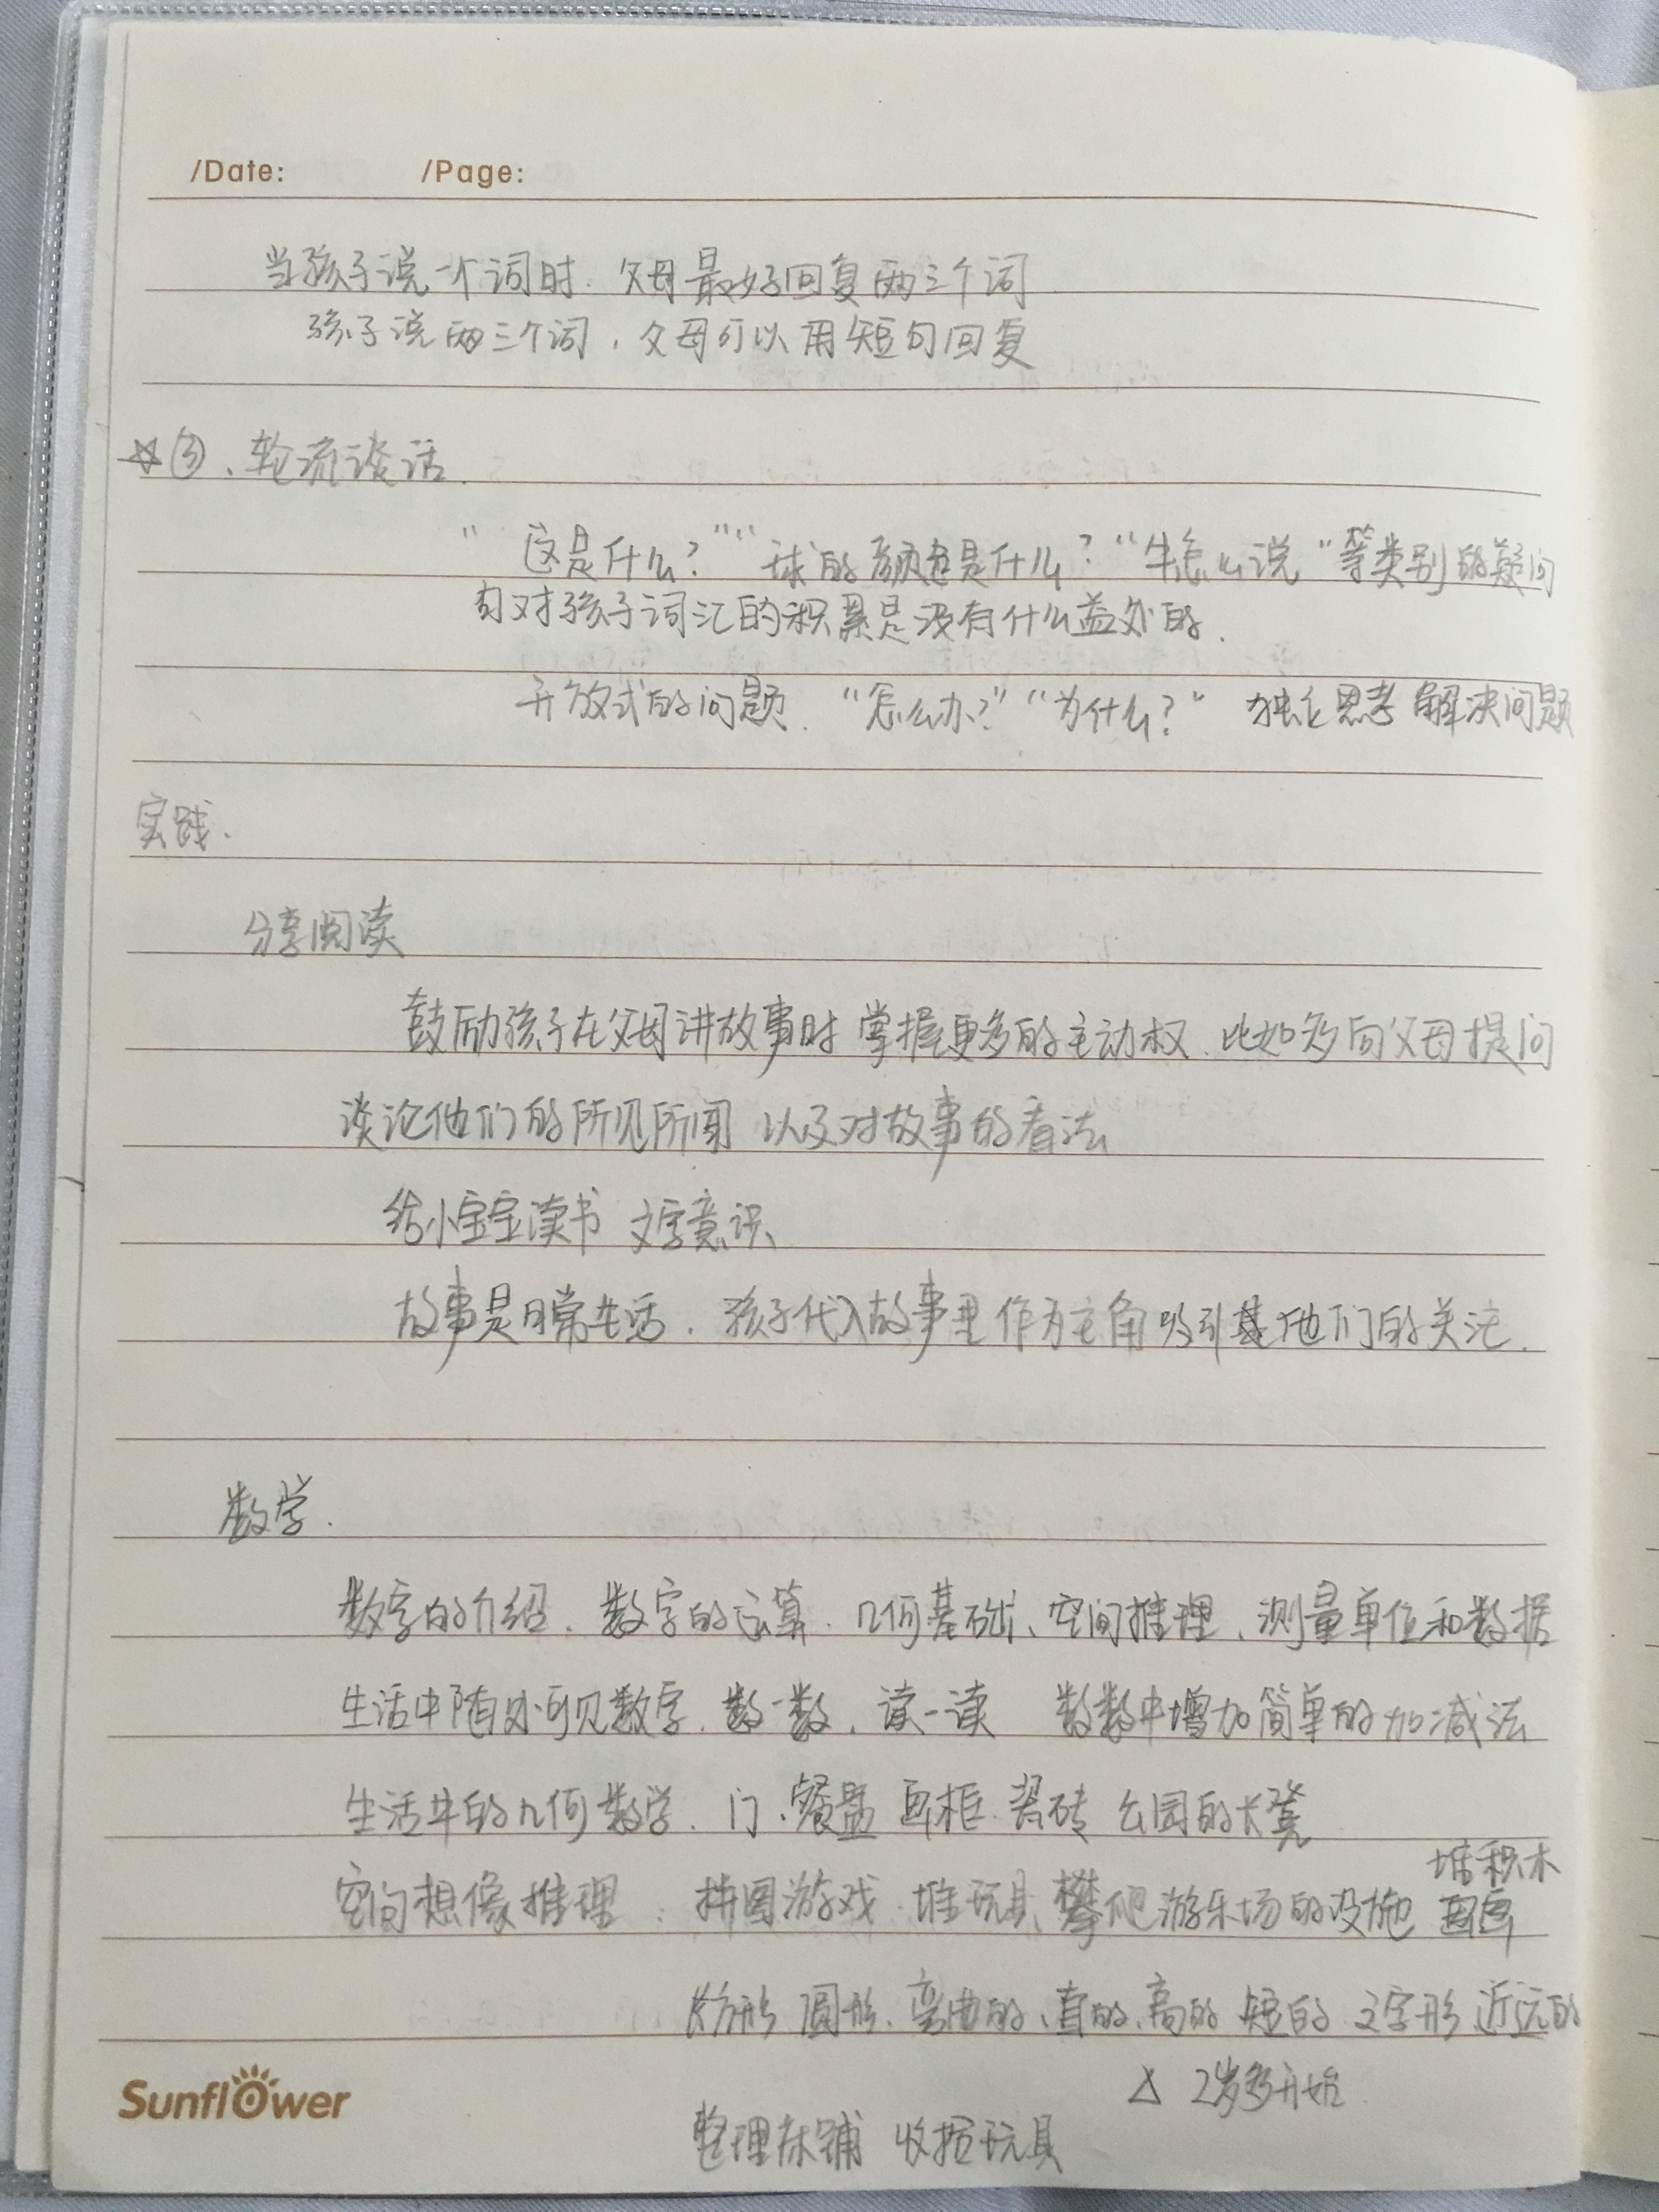 /Date: /Page:
当孩子说一个词时. 父母最好回复两三个词
孩子说两三个词, 父母可以用短句回复
☆③、轮流谈话.
“ 这是什么?”“球的颜色是什么?“牛怎么说”等类别的疑问
句对孩子词汇的积累是没有什么益处的.
开放式的问题. “怎么办?”“为什么?” 独立思考 解决问题
实践.
分享阅读
鼓励孩子在父母讲故事时 掌握更多的主动权. 比如多向父母提问
谈论他们的所见所闻 以及对故事的看法
给小宝宝读书 文字意识
故事是日常生活. 孩子代入故事里 作为主角 吸引其他们的关注.
数学.
数字的介绍. 数字的运算. 几何基础、空间推理、测量单位和数据
生活中随处可见数字. 数一数. 读一读 数数中增加简单的加减法
生活中的几何数学. 门、餐盘 画框. 瓷砖 公园的长凳
堆积木
空间想像推理: 拼图游戏. 堆玩具、攀爬游乐场的设施 画画
长方形 圆形. 弯曲的、直的、高的 短的 文字形 近远的
△ 2岁多开始.
整理床铺 收拾玩具
Sunflower